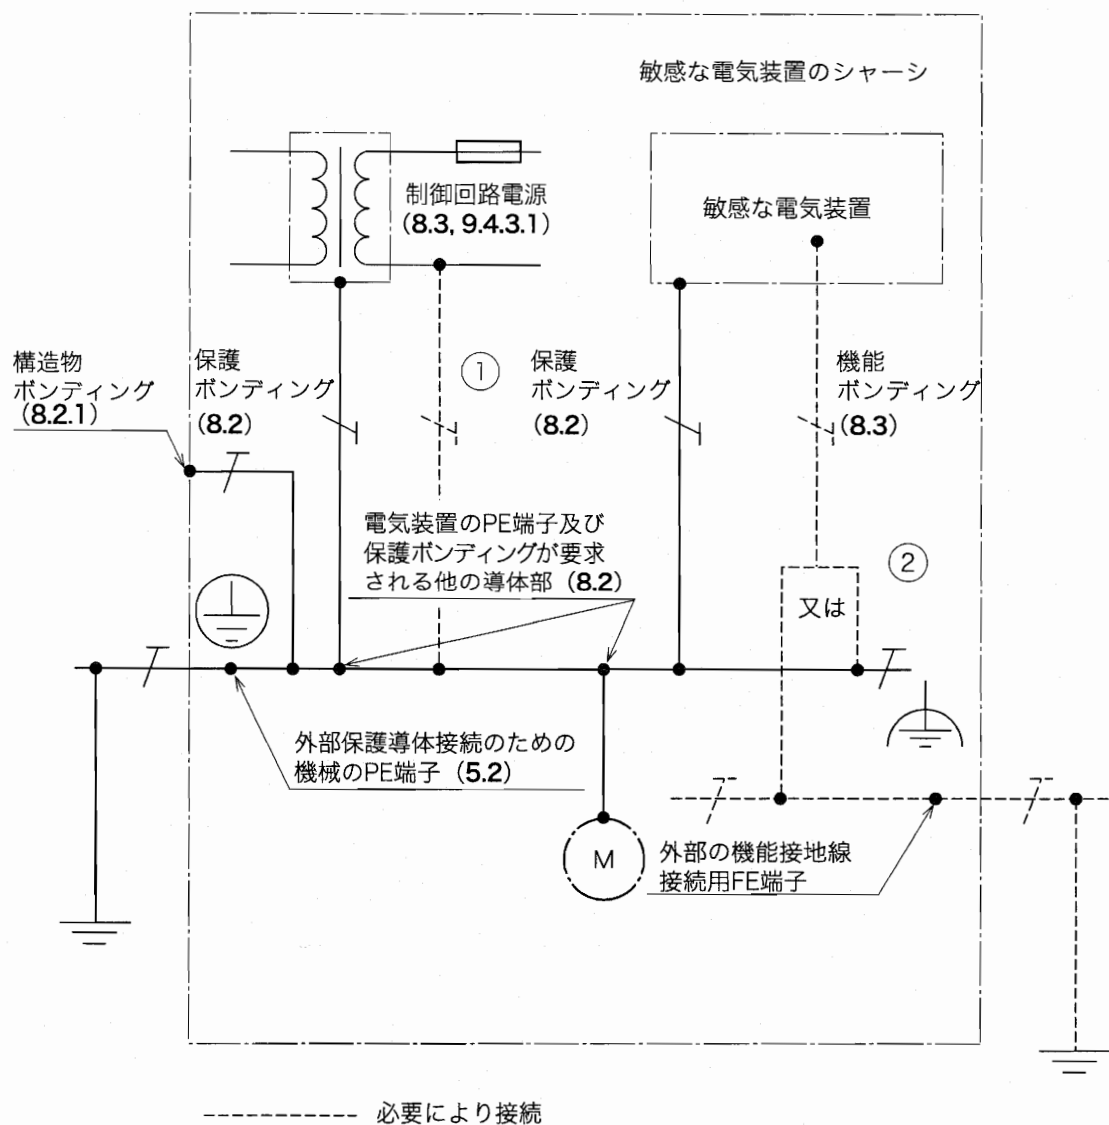 敏感な電気装置のシャーシ
制御回路電源
(8.3, 9.4.3.1)
敏感な電気装置
構造物
ボンディング
(8.2.1)
保護
ボンディング
(8.2)
①
保護
ボンディング
(8.2)
機能
ボンディング
(8.3)
電気装置のPE端子及び
保護ボンディングが要求
される他の導体部（8.2）
②
又は
外部保護導体接続のための
機械のPE端子（5.2）
M
外部の機能接地線
接続用FE端子
必要により接続